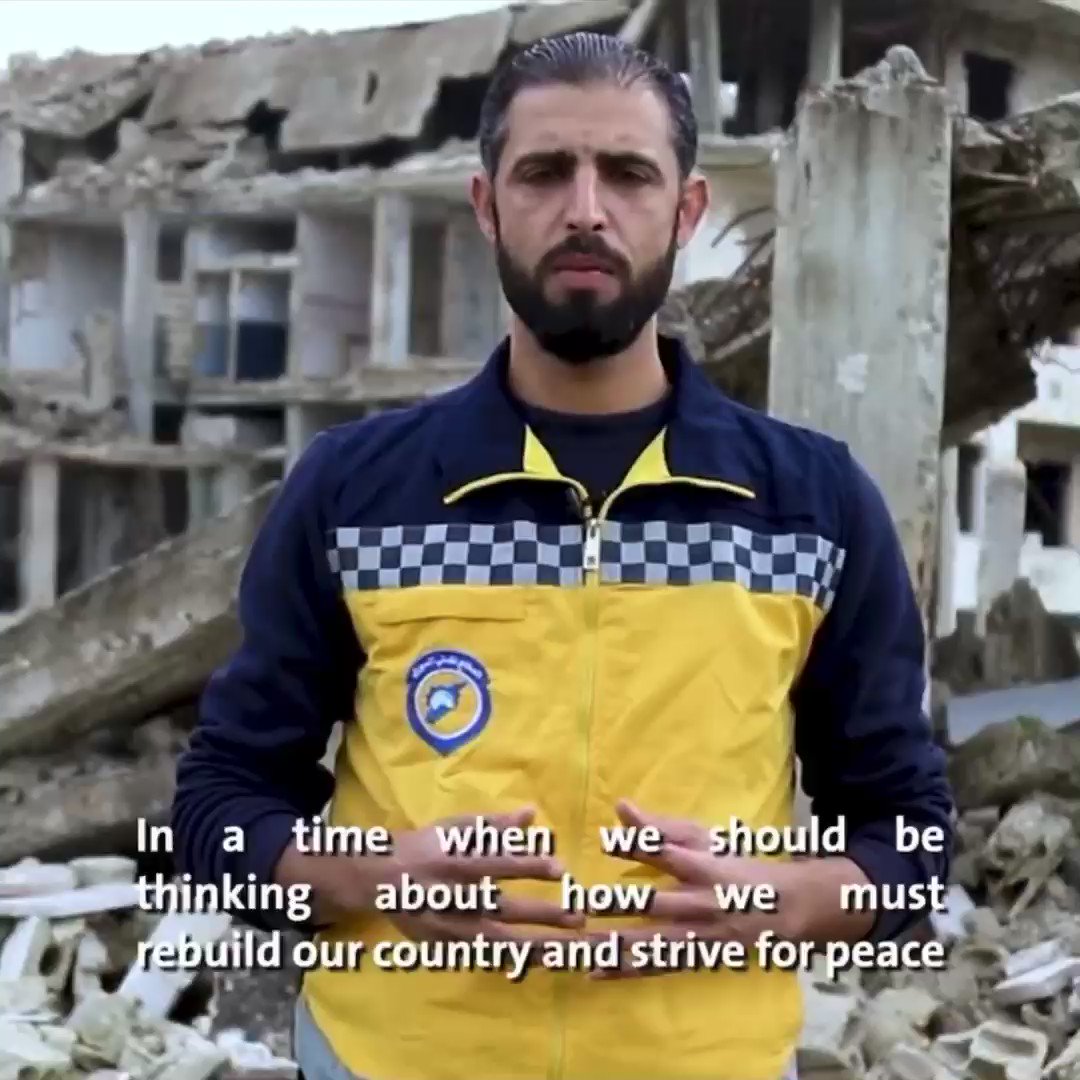 In a time when we should be
thinking about how we must
rebuild our country and strive for peace